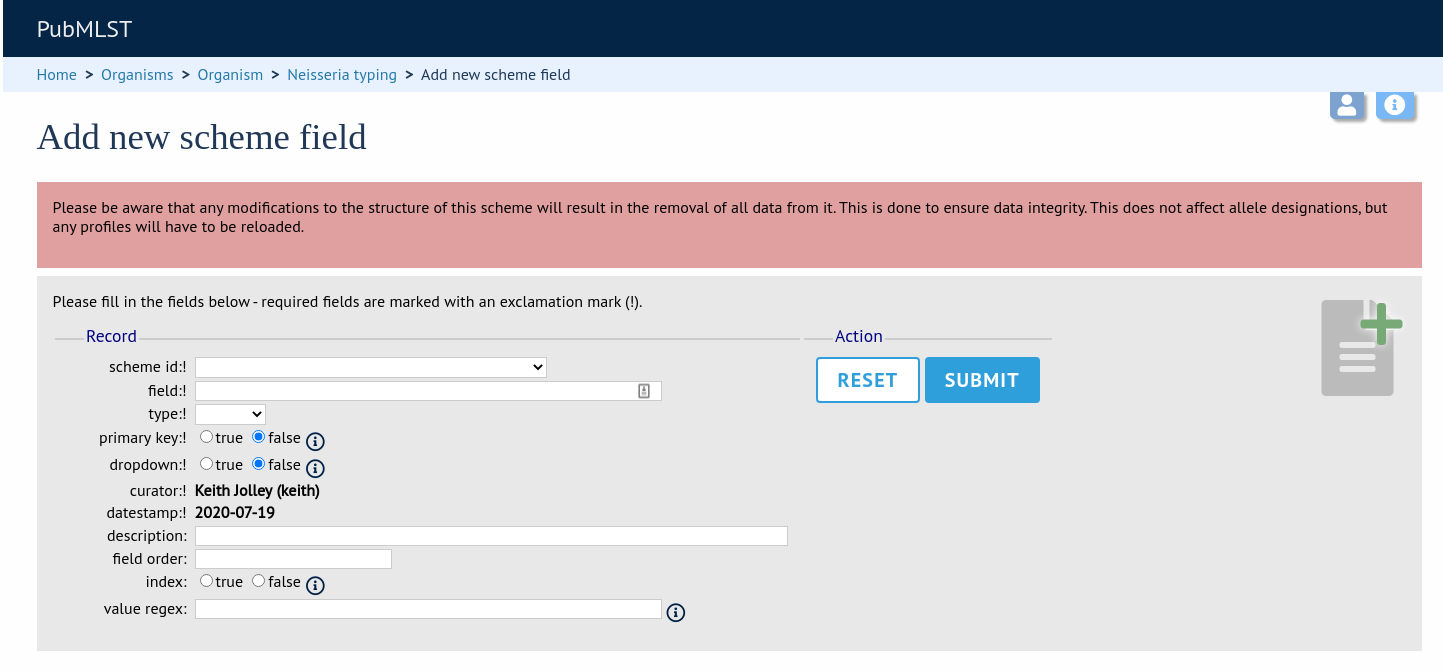 PubMLST
Home > Organisms > Organism > Neisseria typing > Add new scheme field
Add new scheme field
Please be aware that any modifications to the structure of this scheme will result in the removal of all data from it. This is done to ensure data integrity. This does not affect allele designations, but
any profiles will have to be reloaded.
Please fill in the fields below - required fields are marked with an exclamation mark (!).
Record
scheme id:!
field:!
type:!
primary key:! true false
dropdown:! true false
curator:! Keith Jolley (keith)
datestamp:! 2020-07-19
description:
field order:
index: true false
value regex:
Action
RESET SUBMIT